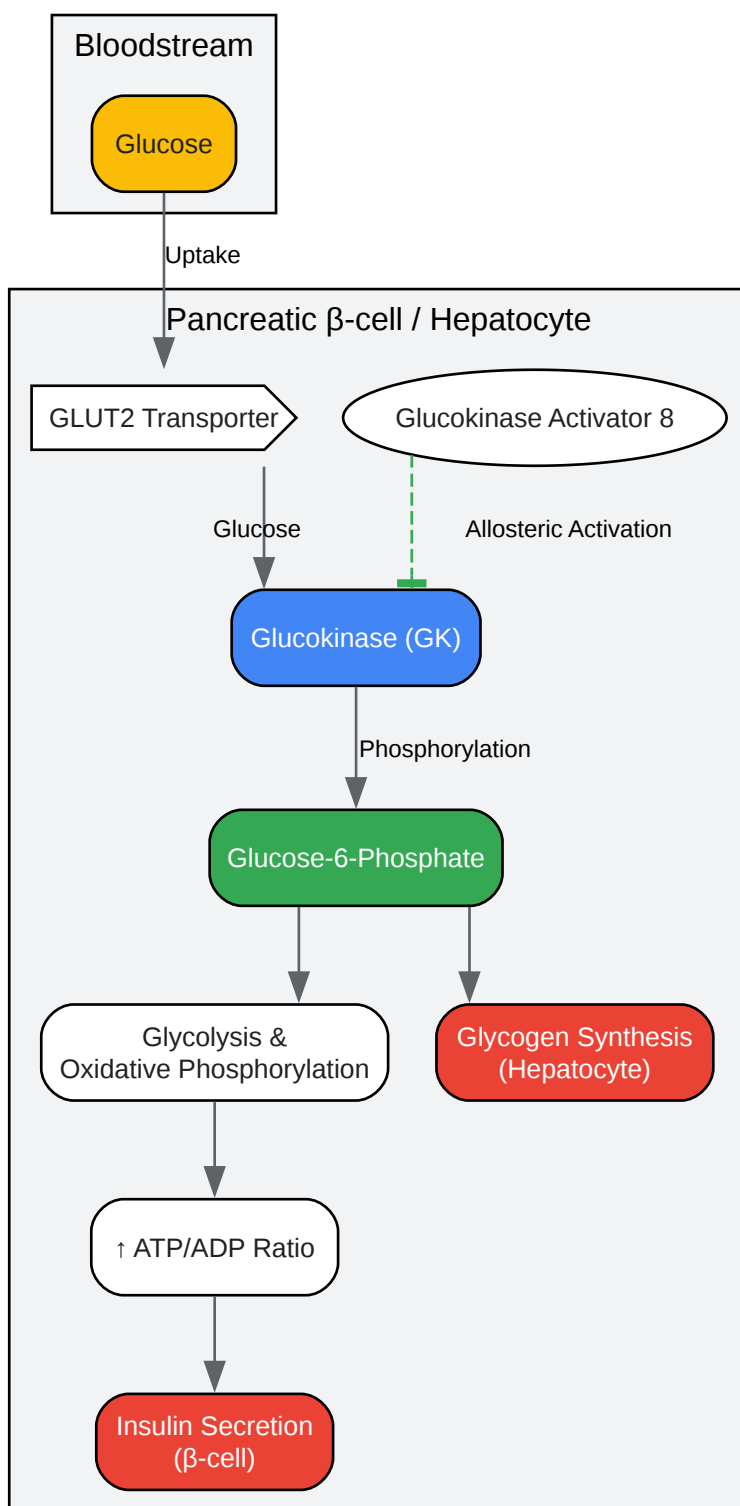 Bloodstream
Glucose
Uptake
Pancreatic β-cell / Hepatocyte
GLUT2 Transporter
Glucokinase Activator 8
Glucose
Allosteric Activation
Glucokinase (GK)
Phosphorylation
Glucose-6-Phosphate
Glycolysis &
Oxidative Phosphorylation
Glycogen Synthesis
(Hepatocyte)
↑ ATP/ADP Ratio
Insulin Secretion
(β-cell)